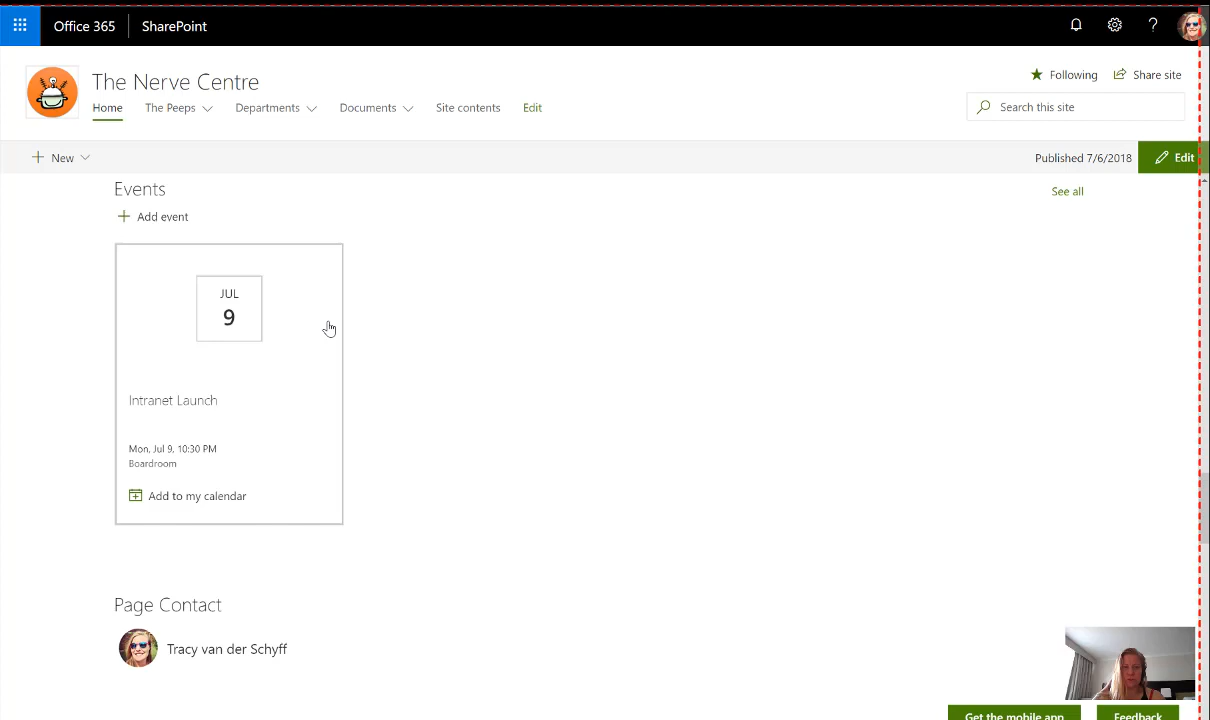 Office 365 SharePoint ?
The Nerve Centre
Following Share site
Home The Peeps Departments Documents Site contents Edit
Search this site
New Published 7/6/2018 Edit
Events
See all
Add event
JUL
9
Intranet Launch
Mon, Jul 9, 10:30 PM
Boardroom
Add to my calendar
Page Contact
Tracy van der Schyff
Get the mobile app Feedback